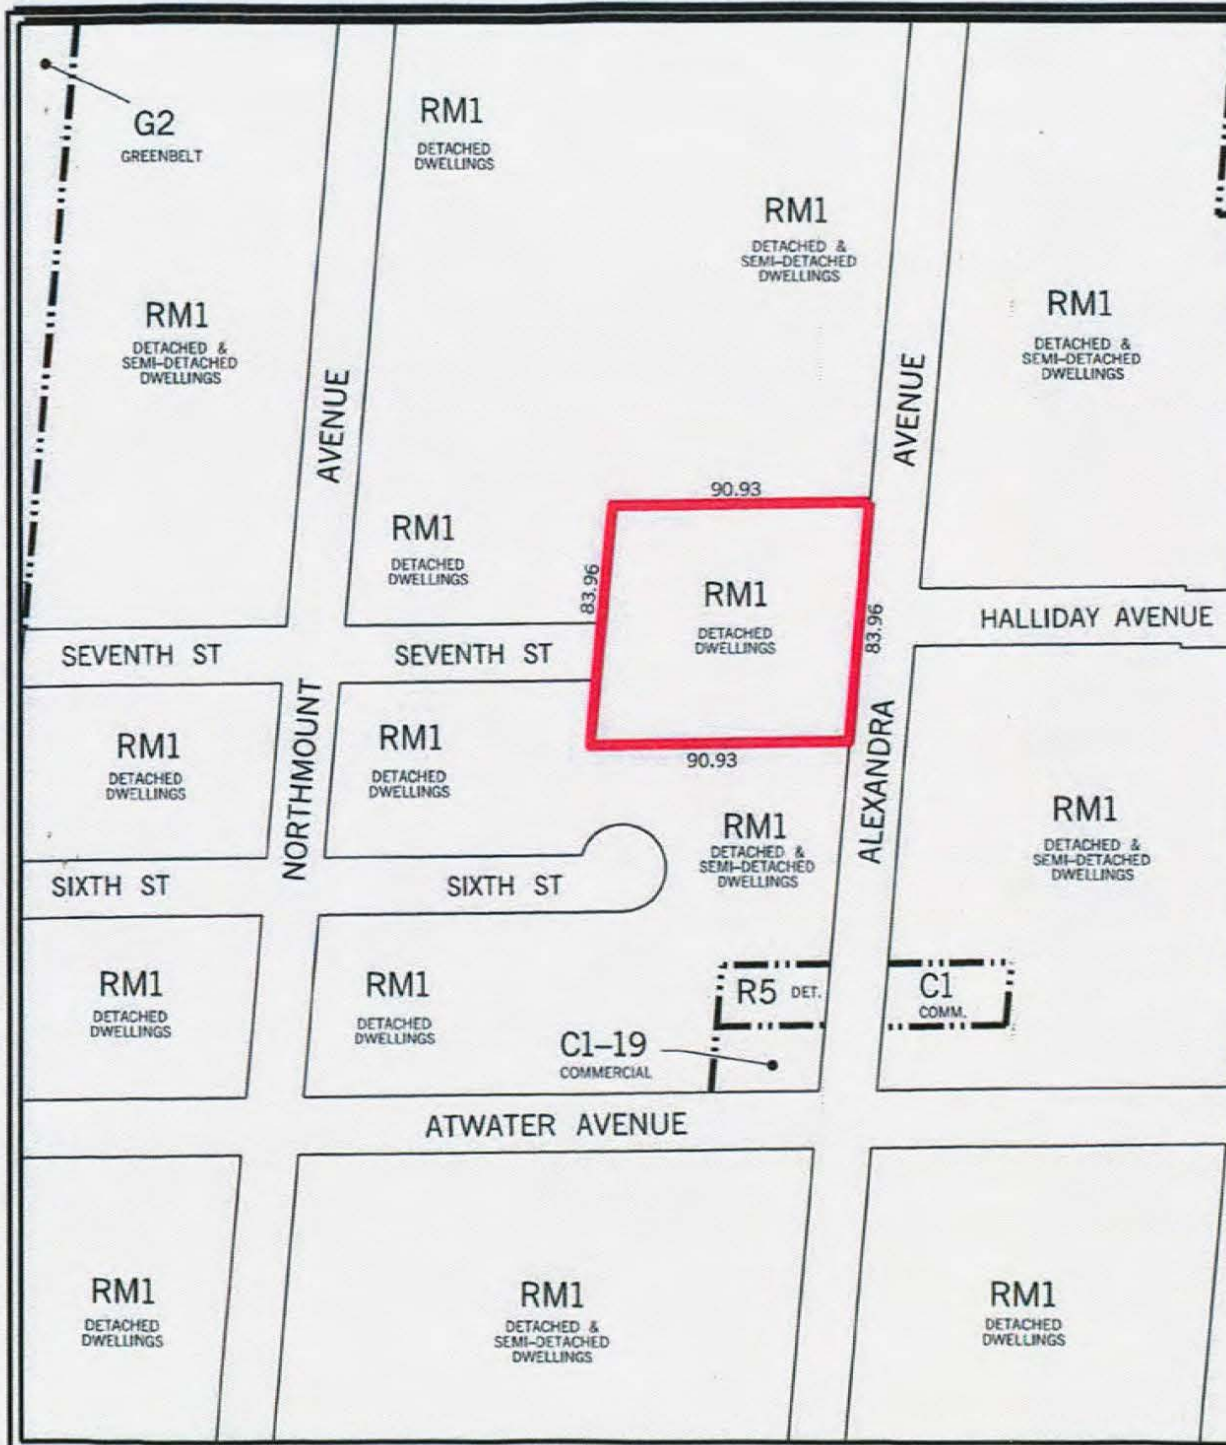 G2
GREENBELT
RM1
DETACHED
DWELLINGS
RM1
DETACHED &
SEMI-DETACHED
DWELLINGS
RM1
DETACHED &
SEMI-DETACHED
DWELLINGS
RM1
DETACHED &
SEMI-DETACHED
DWELLINGS
AVENUE
AVENUE
90.93
RM1
DETACHED
DWELLINGS
83.96
RM1
DETACHED
DWELLINGS
83.96
HALLIDAY AVENUE
SEVENTH ST
SEVENTH ST
90.93
RM1
DETACHED
DWELLINGS
NORTHMOUNT
RM1
DETACHED
DWELLINGS
ALEXANDRA
RM1
DETACHED &
SEMI-DETACHED
DWELLINGS
RM1
DETACHED &
SEMI-DETACHED
DWELLINGS
SIXTH ST
SIXTH ST
RM1
DETACHED
DWELLINGS
RM1
DETACHED
DWELLINGS
R5 DET.
C1
COMM.
C1-19
COMMERCIAL
ATWATER AVENUE
RM1
DETACHED
DWELLINGS
RM1
DETACHED &
SEMI-DETACHED
DWELLINGS
RM1
DETACHED
DWELLINGS